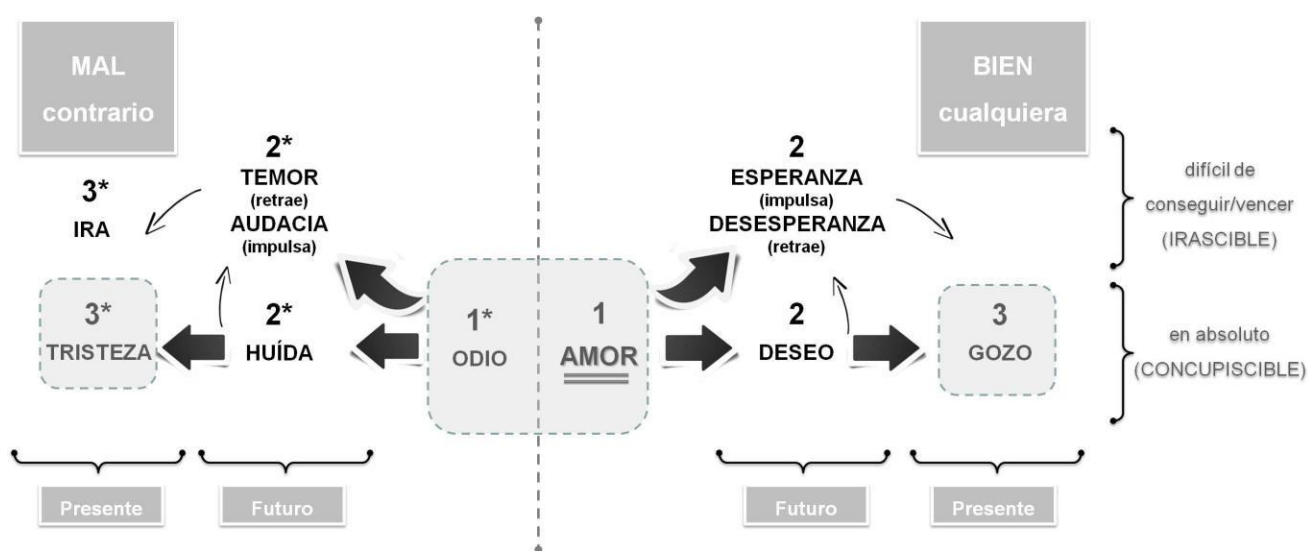 MAL
contrario
3*
IRA
2*
TEMOR
(retrae)
AUDACIA
(impulsa)
3*
TRISTEZA
2*
HUÍDA
1*
ODIO
1
AMOR
2
ESPERANZA
(impulsa)
DESESPERANZA
(retrae)
2
DESEO
3
GOZO
BIEN
cualquiera
difícil de
conseguir/vencer
(IRASCIBLE)
en absoluto
(CONCUPISCIBLE)
Presente
Futuro
Futuro
Presente